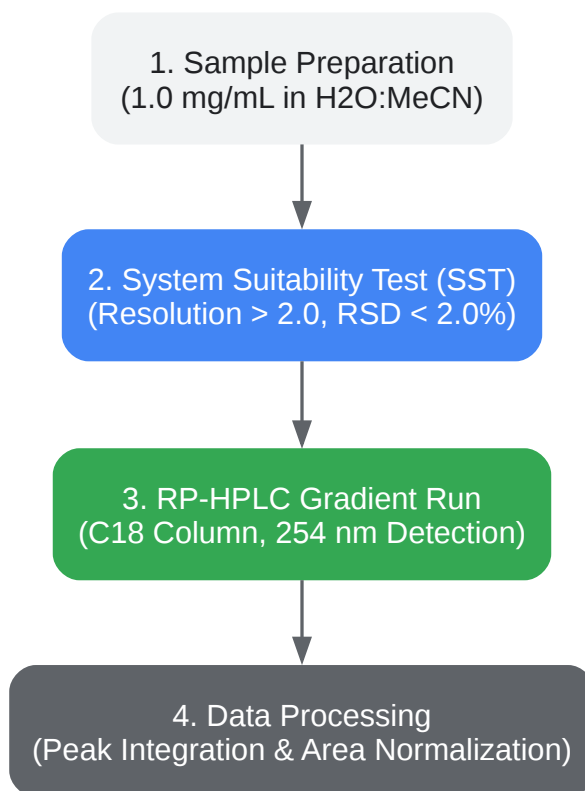 1. Sample Preparation
(1.0 mg/mL in H2O:MeCN)
2. System Suitability Test (SST)
(Resolution > 2.0, RSD < 2.0%)
3. RP-HPLC Gradient Run
(C18 Column, 254 nm Detection)
4. Data Processing
(Peak Integration & Area Normalization)